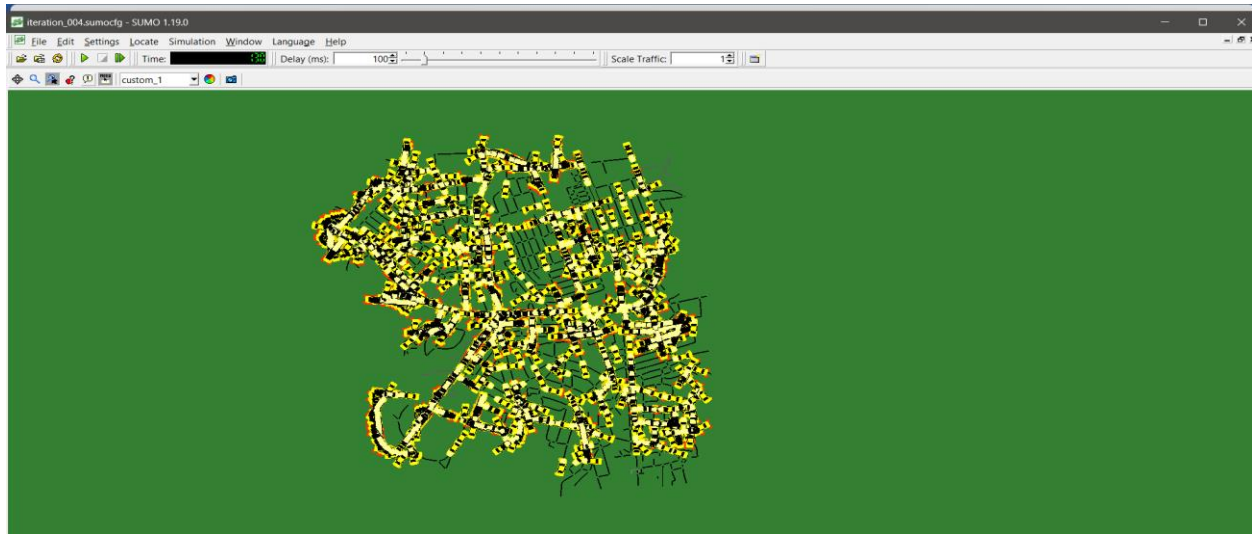 iteration_004.sumocfg - SUMO 1.19.0
File Edit Settings Locate Simulation Window Language Help
Time: Delay (ms): 100 Scale Traffic: 1
custom_1